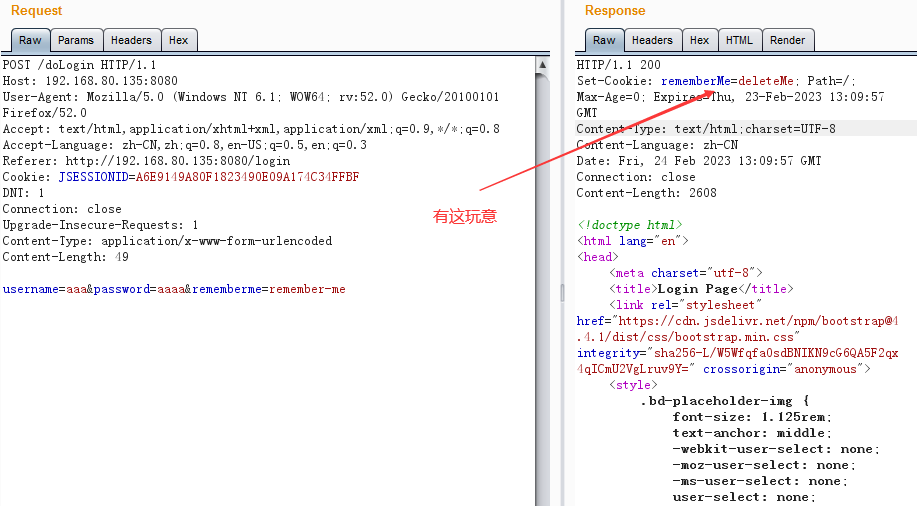 Request
Raw Params Headers Hex
POST /doLogin HTTP/1.1
Host: 192.168.80.135:8080
User-Agent: Mozilla/5.0 (Windows NT 6.1; WOW64; rv:52.0) Gecko/20100101
Firefox/52.0
Accept: text/html,application/xhtml+xml,application/xml;q=0.9,*/*;q=0.8
Accept-Language: zh-CN,zh;q=0.8,en-US;q=0.5,en;q=0.3
Referer: http://192.168.80.135:8080/login
Cookie: JSESSIONID=A6E9149A80F1823490E09A174C34FFBF
DNT: 1
Connection: close
Upgrade-Insecure-Requests: 1
Content-Type: application/x-www-form-urlencoded
Content-Length: 49
username=aaa&password=aaaa&rememberme=remember-me
有这玩意
Response
Raw Headers Hex HTML Render
HTTP/1.1 200
Set-Cookie: rememberMe=deleteMe; Path=/;
Max-Age=0; Expires=Thu, 23-Feb-2023 13:09:57
GMT
Content-Type: text/html;charset=UTF-8
Content-Language: zh-CN
Date: Fri, 24 Feb 2023 13:09:57 GMT
Connection: close
Content-Length: 2608
<!doctype html>
<html lang="en">
<head>
<meta charset="utf-8">
<title>Login Page</title>
<link rel="stylesheet"
href="https://cdn.jsdelivr.net/npm/bootstrap@4
.4.1/dist/css/bootstrap.min.css"
integrity="sha256-L/W5Wfqfa0sdBNIKN9cG6QA5F2qx
4qICmU2VgLruv9Y=" crossorigin="anonymous">
<style>
.bd-placeholder-img {
font-size: 1.125rem;
text-anchor: middle;
-webkit-user-select: none;
-moz-user-select: none;
-ms-user-select: none;
user-select: none;